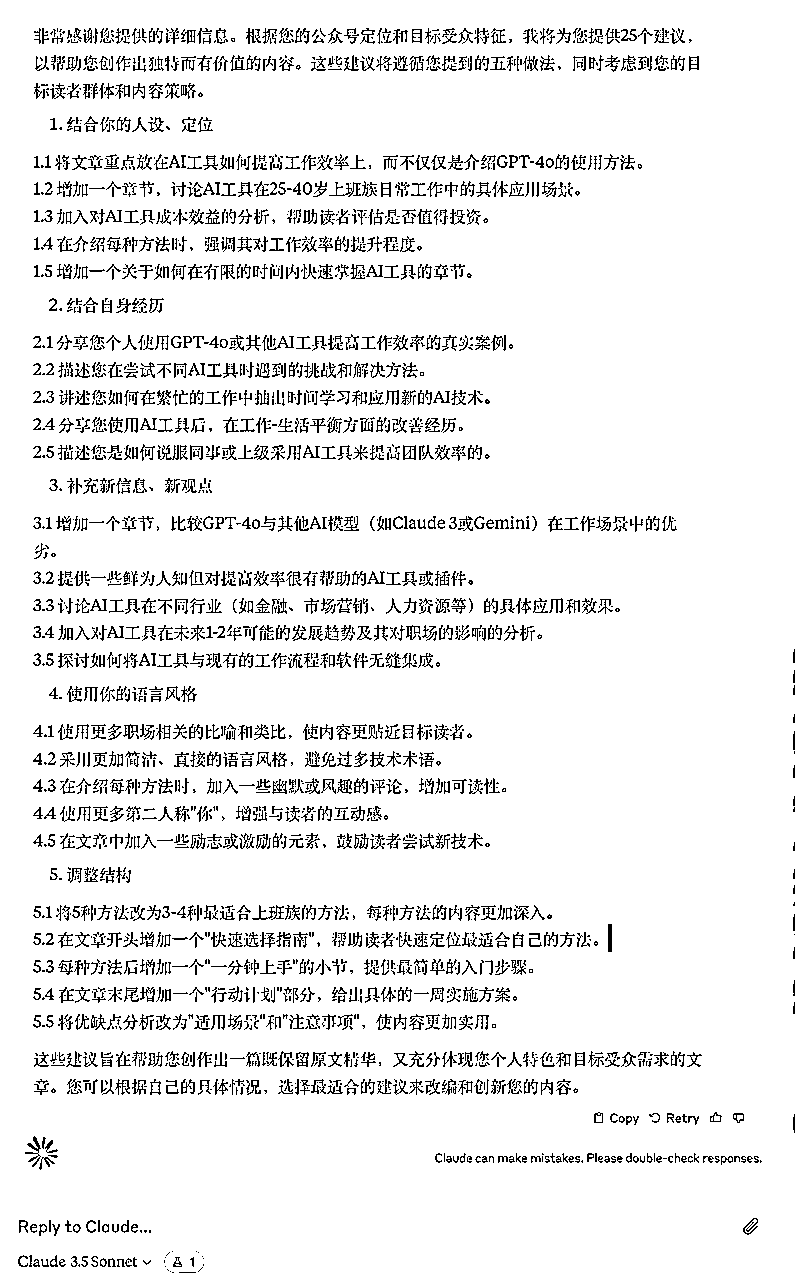 非常感谢您提供的详细信息。根据您的公众号定位和目标受众特征，我将为您提供25个建议，
以帮助您创作出独特而有价值的内容。这些建议将遵循您提到的五种做法，同时考虑到您的目
标读者群体和内容策略。
1. 结合你的人设、定位
1.1 将文章重点放在AI工具如何提高工作效率上，而不仅仅是介绍GPT-4o的使用方法。
1.2 增加一个章节，讨论AI工具在25-40岁上班族日常工作中的具体应用场景。
1.3 加入对AI工具成本效益的分析，帮助读者评估是否值得投资。
1.4 在介绍每种方法时，强调其对工作效率的提升程度。
1.5 增加一个关于如何在有限的时间内快速掌握AI工具的章节。
2. 结合自身经历
2.1 分享您个人使用GPT-4o或其他AI工具提高工作效率的真实案例。
2.2 描述您在尝试不同AI工具时遇到的挑战和解决方法。
2.3 讲述您如何在繁忙的工作中抽出时间学习和应用新的AI技术。
2.4 分享您使用AI工具后，在工作-生活平衡方面的改善经历。
2.5 描述您是如何说服同事或上级采用AI工具来提高团队效率的。
3. 补充新信息、新观点
3.1 增加一个章节，比较GPT-4o与其他AI模型（如Claude 3或Gemini）在工作场景中的优
劣。
3.2 提供一些鲜为人知但对提高效率很有帮助的AI工具或插件。
3.3 讨论AI工具在不同行业（如金融、市场营销、人力资源等）的具体应用和效果。
3.4 加入对AI工具在未来1-2年可能的发展趋势及其对职场的影响的分析。
3.5 探讨如何将AI工具与现有的工作流程和软件无缝集成。
4. 使用你的语言风格
4.1 使用更多职场相关的比喻和类比，使内容更贴近目标读者。
4.2 采用更加简洁、直接的语言风格，避免过多技术术语。
4.3 在介绍每种方法时，加入一些幽默或风趣的评论，增加可读性。
4.4 使用更多第二人称"你"，增强与读者的互动感。
4.5 在文章中加入一些励志或激励的元素，鼓励读者尝试新技术。
5. 调整结构
5.1 将5种方法改为3-4种最适合上班族的方法，每种方法的内容更加深入。
5.2 在文章开头增加一个"快速选择指南"，帮助读者快速定位最适合自己的方法。
5.3 每种方法后增加一个"一分钟上手"的小节，提供最简单的入门步骤。
5.4 在文章末尾增加一个"行动计划"部分，给出具体的一周实施方案。
5.5 将优缺点分析改为"适用场景"和"注意事项"，使内容更加实用。
这些建议旨在帮助您创作出一篇既保留原文精华，又充分体现您个人特色和目标受众需求的文
章。您可以根据自己的具体情况，选择最适合的建议来改编和创新您的内容。
Copy Retry
Claude can make mistakes. Please double-check responses.
Reply to Claude...
Claude 3.5 Sonnet 1